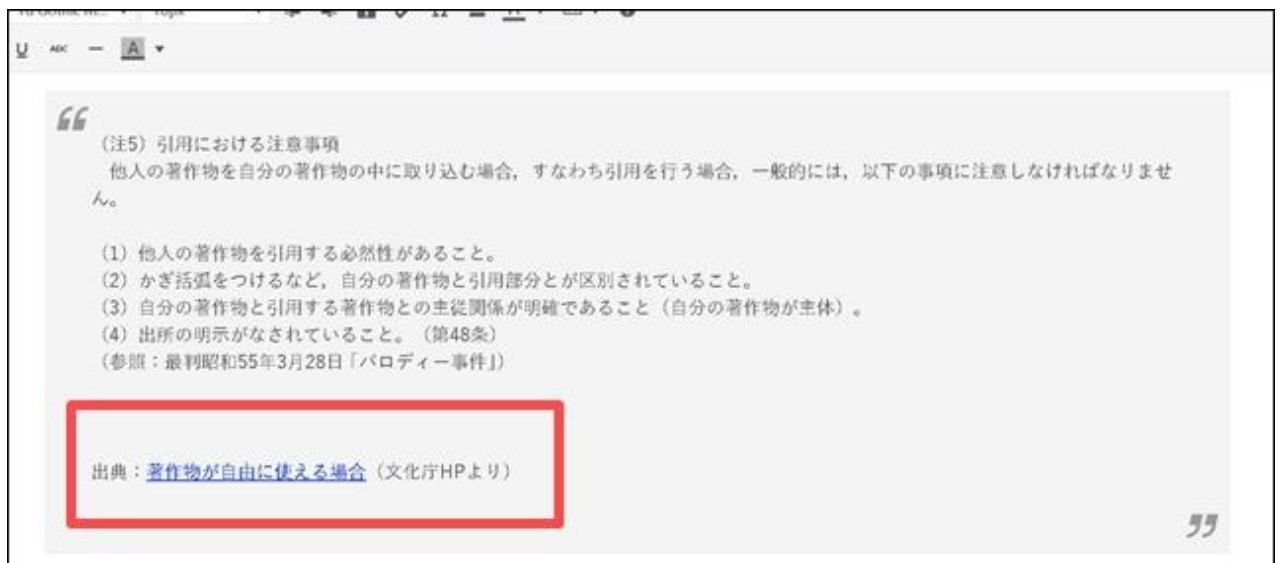 U ABC A
（注5）引用における注意事項
他人の著作物を自分の著作物の中に取り込む場合，すなわち引用を行う場合，一般的には，以下の事項に注意しなければなりませ
ん。
（1）他人の著作物を引用する必然性があること。
（2）かぎ括弧をつけるなど，自分の著作物と引用部分とが区別されていること。
（3）自分の著作物と引用する著作物との主従関係が明確であること（自分の著作物が主体）。
（4）出所の明示がなされていること。（第48条）
（参照：最判昭和55年3月28日「パロディー事件」）
出典：著作物が自由に使える場合（文化庁HPより）